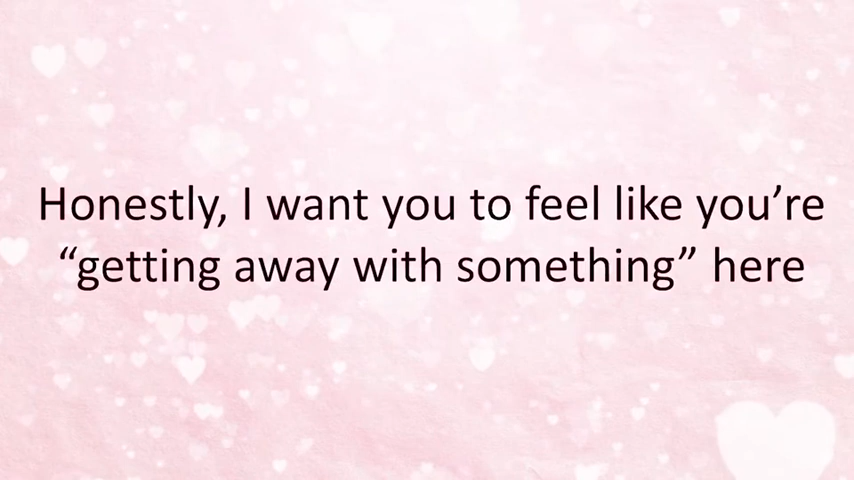 Honestly, I want you to feel like you’re
“getting away with something” here